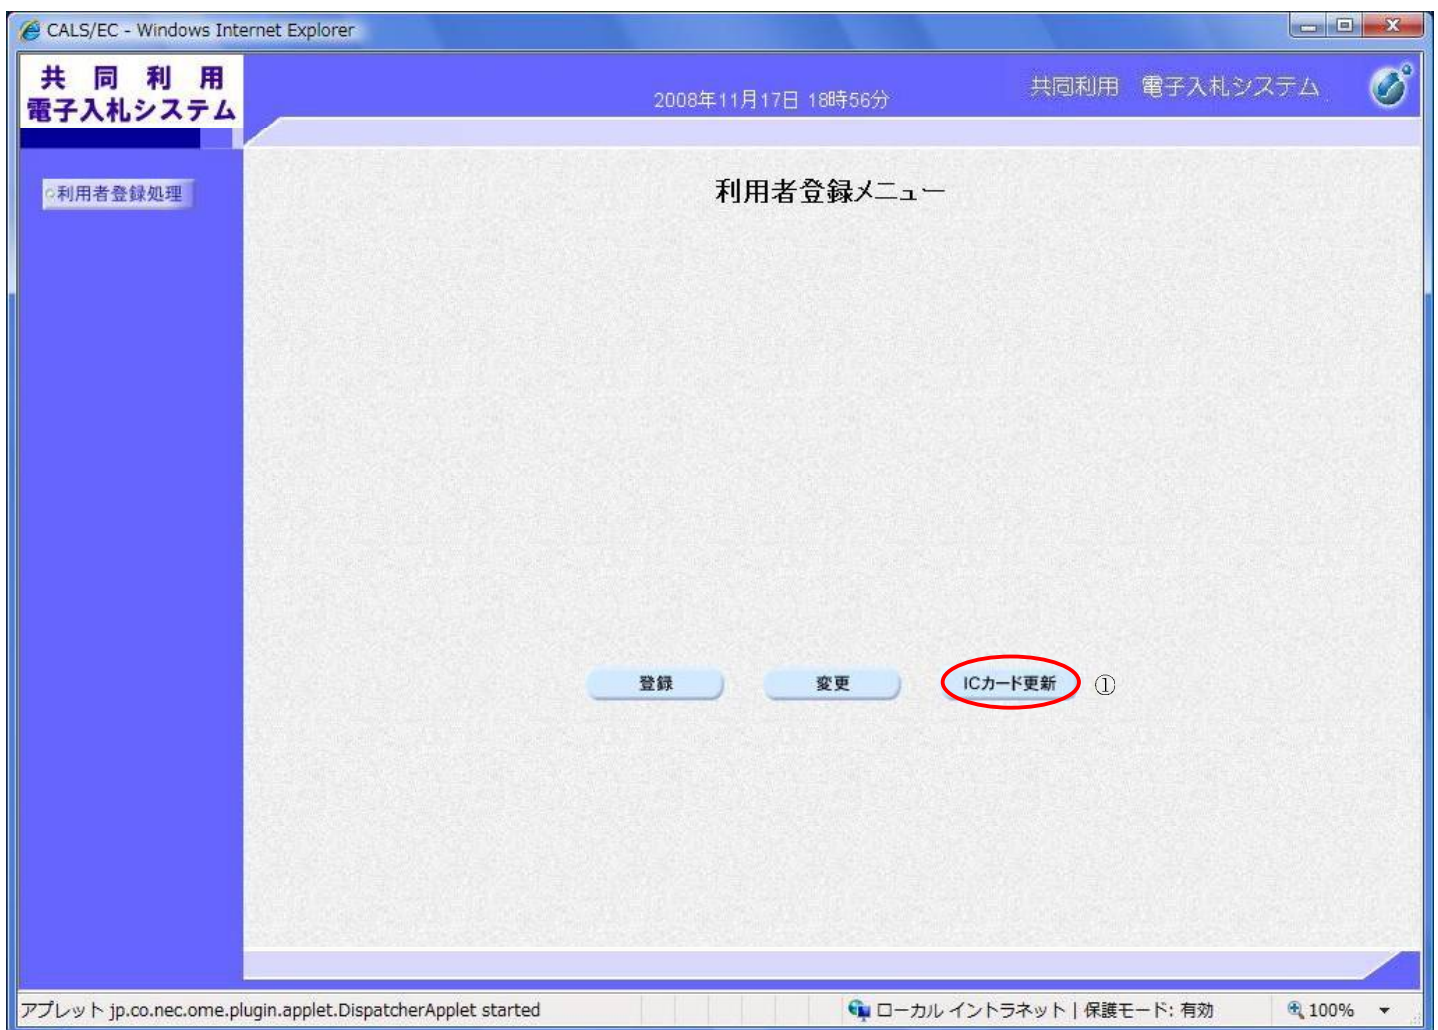 CALS/EC - Windows Internet Explorer
共同利用
電子入札システム
2008年11月17日 18時56分
共同利用 電子入札システム
利用者登録処理
利用者登録メニュー
登録
変更
ICカード更新
①
アプレット jp.co.nec.ome.plugin.applet.DispatcherApplet started
ローカル イントラネット | 保護モード: 有効
100%